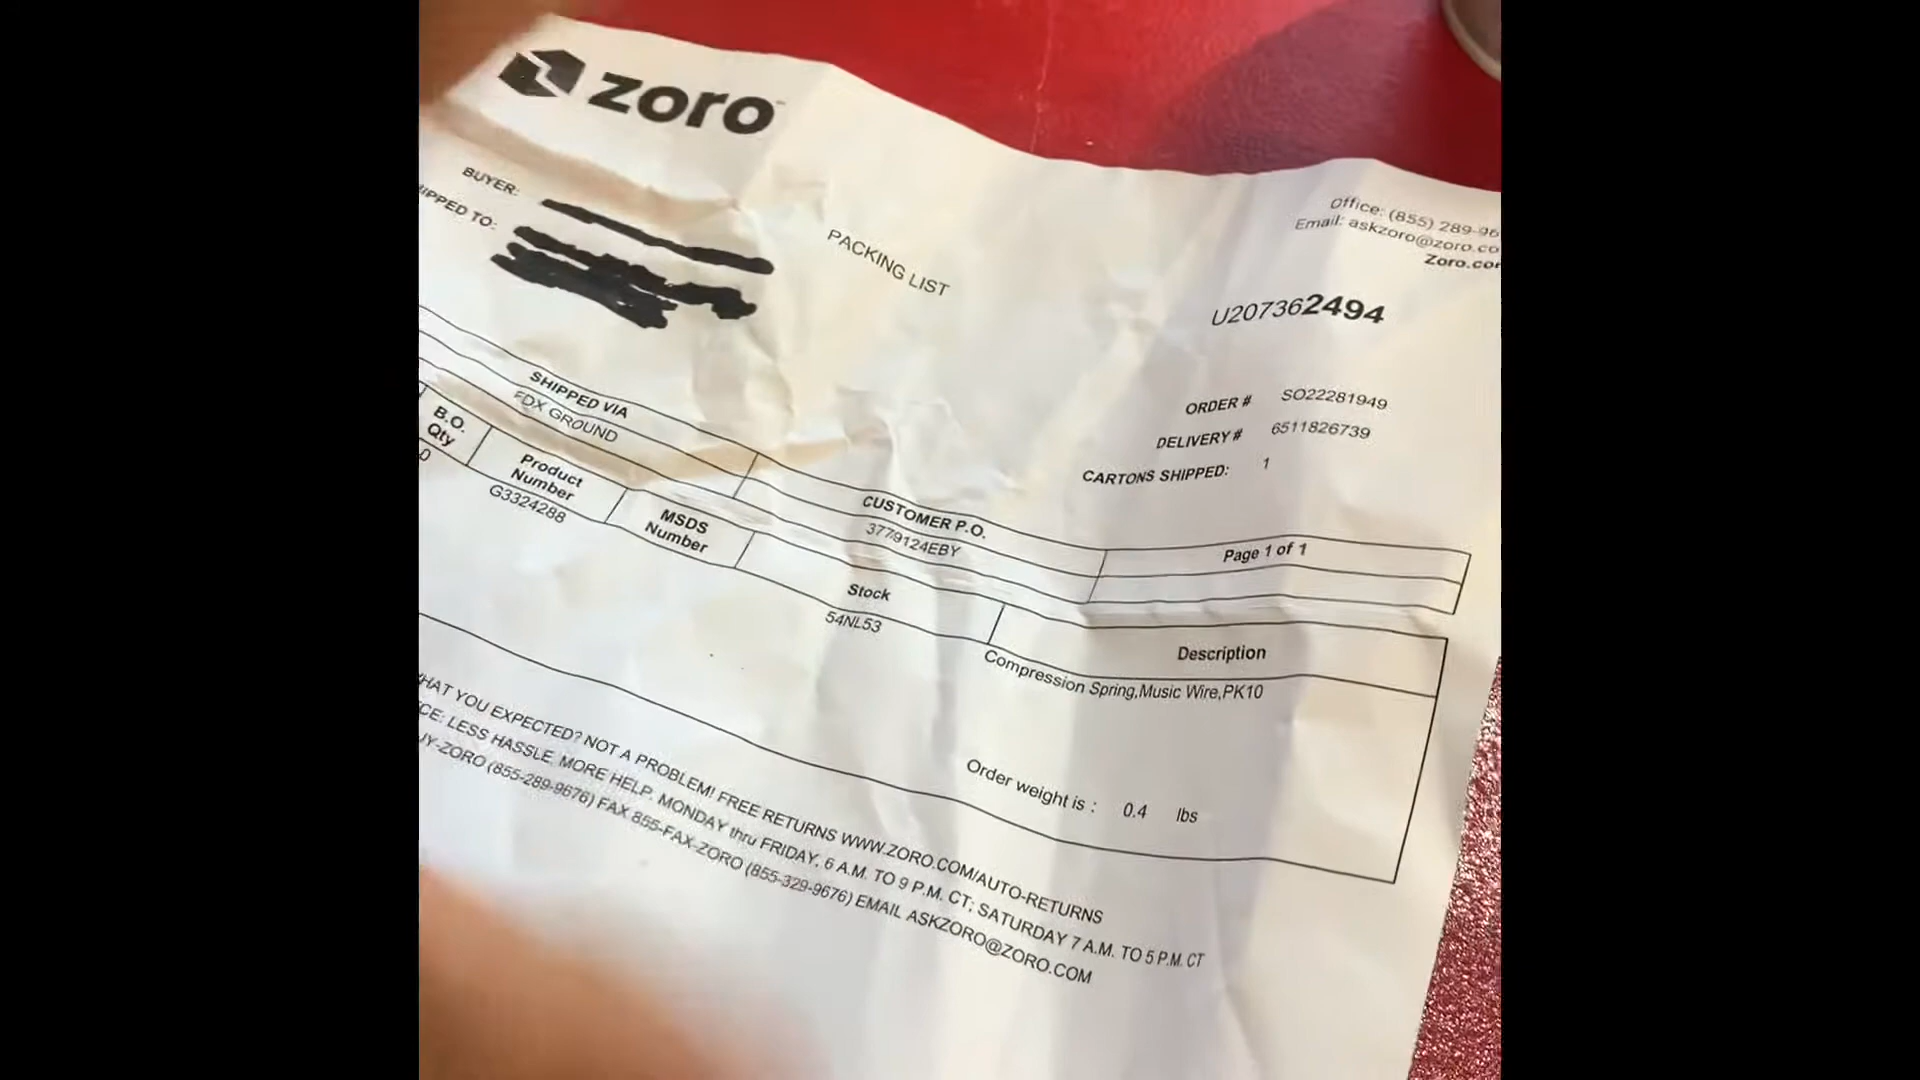 zoro
BUYER:
IPPED TO:
PACKING LIST
Office: (855) 289-96
Email: askzoro@zoro.co
Zoro.com
U207362494
ORDER # SO22281949
DELIVERY # 6511826739
CARTONS SHIPPED: 1
SHIPPED VIA
FDX GROUND
CUSTOMER P.O.
3779124EBY
Page 1 of 1
B.O.
Qty
0
Product
Number
G3324288
MSDS
Number
Stock
54NL53
Description
Compression Spring,Music Wire,PK10
Order weight is : 0.4 lbs
HAT YOU EXPECTED? NOT A PROBLEM! FREE RETURNS WWW.ZORO.COM/AUTO-RETURNS
CE: LESS HASSLE. MORE HELP. MONDAY thru FRIDAY, 6 A.M. TO 9 P.M. CT; SATURDAY 7 A.M. TO 5 P.M. CT
UY-ZORO (855-289-9676) FAX 855-FAX-ZORO (855-329-9676) EMAIL ASKZORO@ZORO.COM